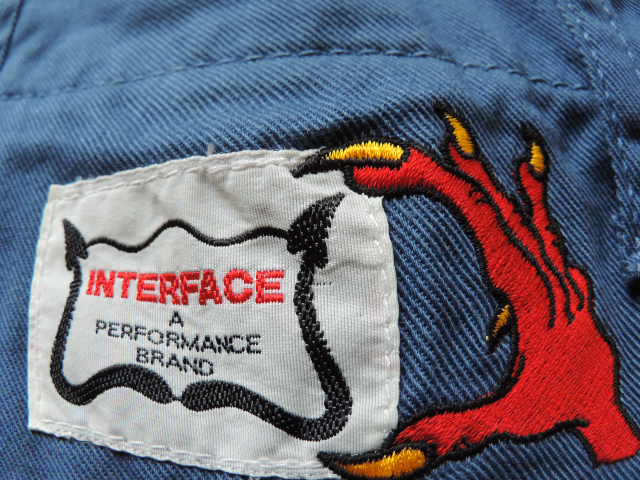 INTERFACE
A
PERFORMANCE
BRAND